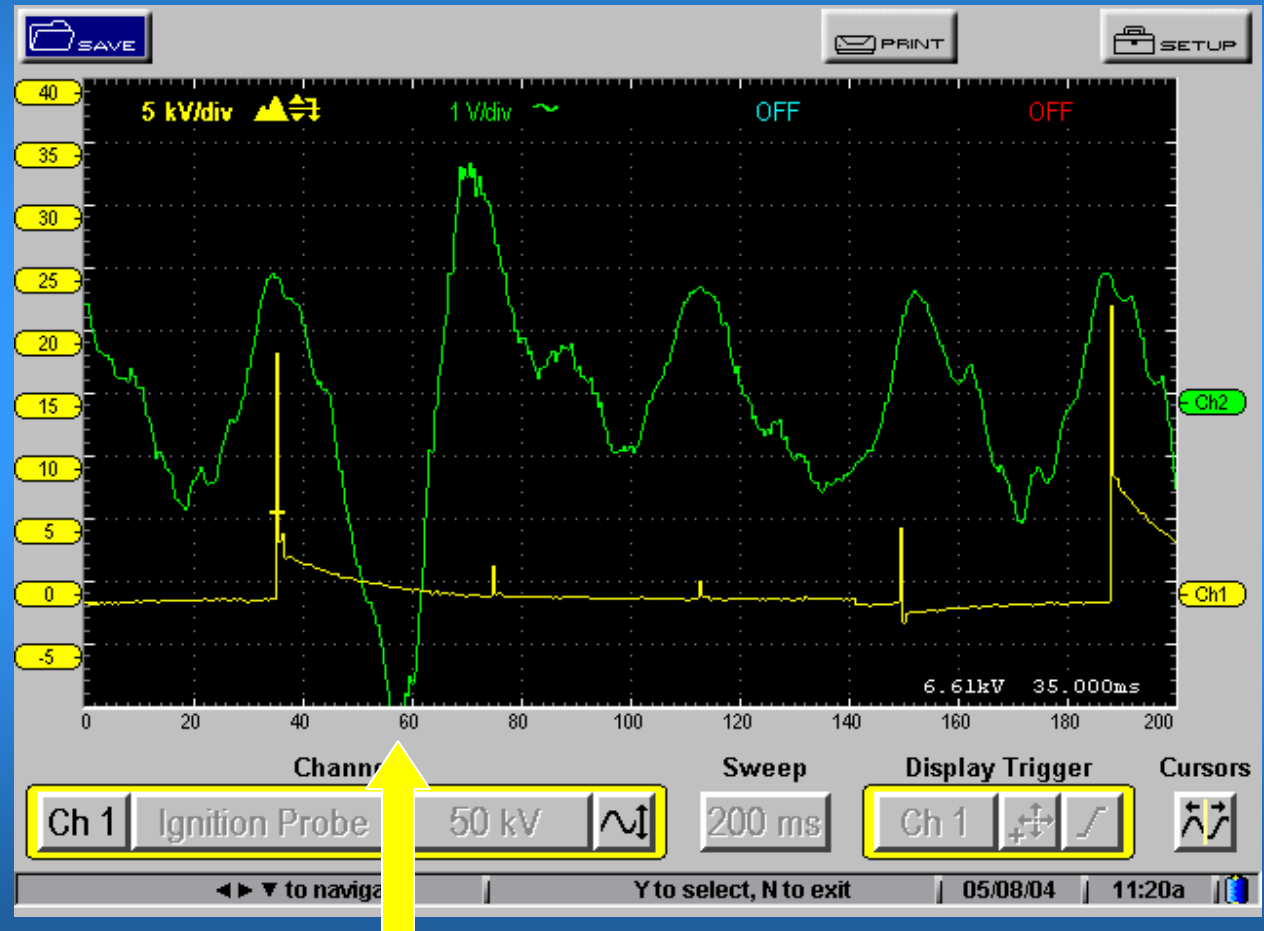 SAVE
PRINT
SETUP
40
5 kV/div
1 V/div
OFF
OFF
35
30
25
20
15
Ch2
10
5
0
Ch1
-5
6.61kV 35.000ms
0 20 40 60 80 100 120 140 160 180 200
Sweep
Display Trigger
Cursors
Ch 1
Ignition Probe
50 kV
200 ms
Ch 1
to
Y to select, N to exit
05/08/04
11:20a